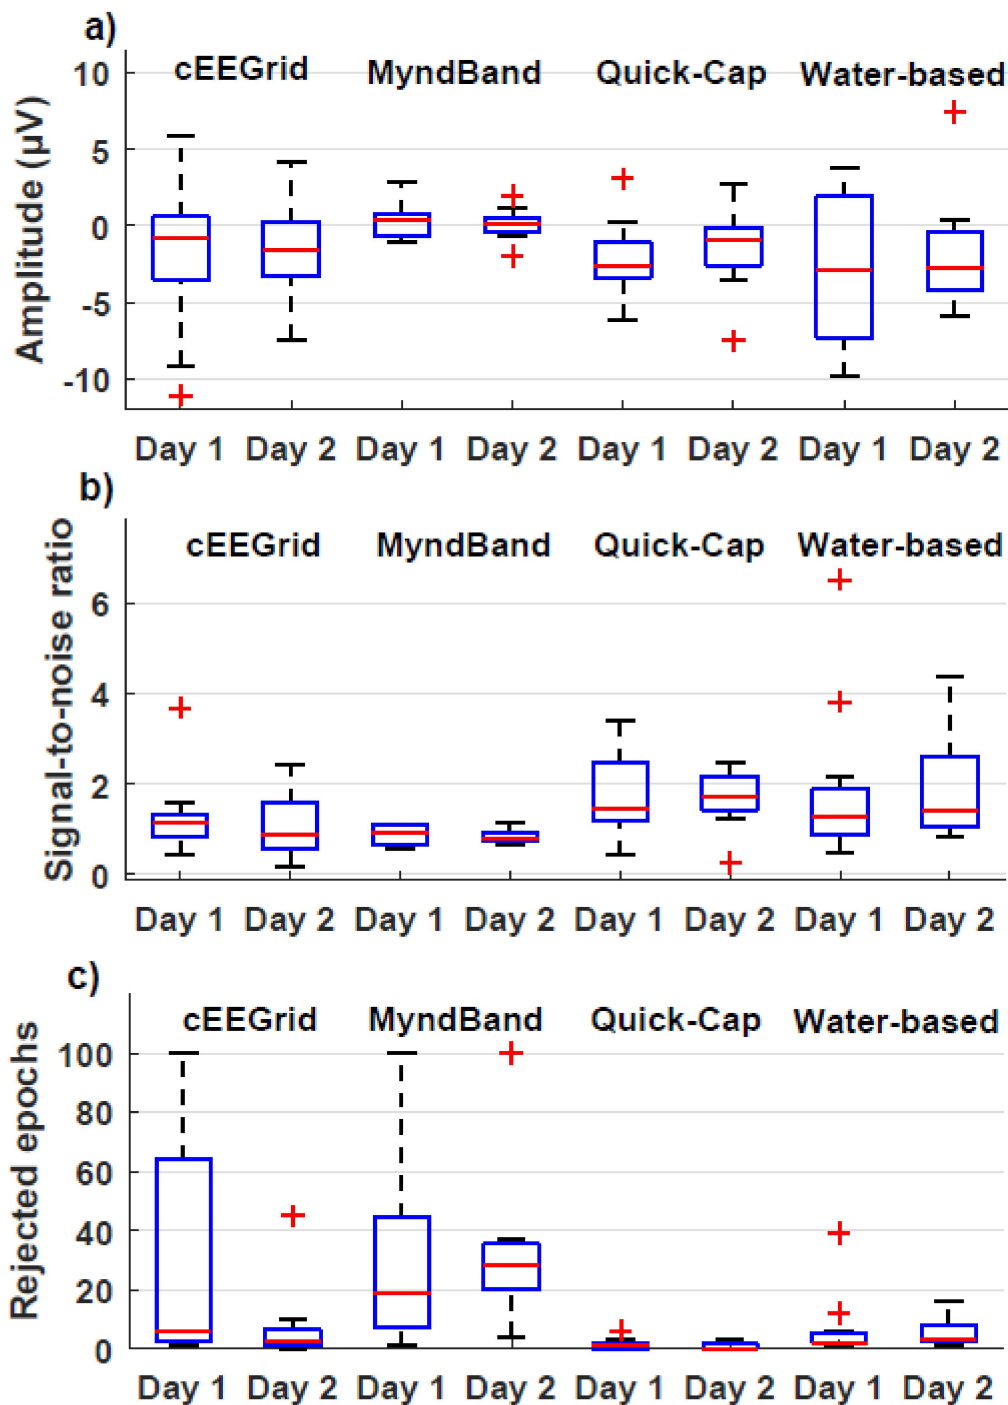 a)
cEEGrid MyndBand Quick-Cap Water-based
Amplitude (µV)
10
5
0
-5
-10
Day 1 Day 2 Day 1 Day 2 Day 1 Day 2 Day 1 Day 2
b)
cEEGrid MyndBand Quick-Cap Water-based
Signal-to-noise ratio
6
4
2
0
Day 1 Day 2 Day 1 Day 2 Day 1 Day 2 Day 1 Day 2
c)
cEEGrid MyndBand Quick-Cap Water-based
Rejected epochs
100
80
60
40
20
0
Day 1 Day 2 Day 1 Day 2 Day 1 Day 2 Day 1 Day 2